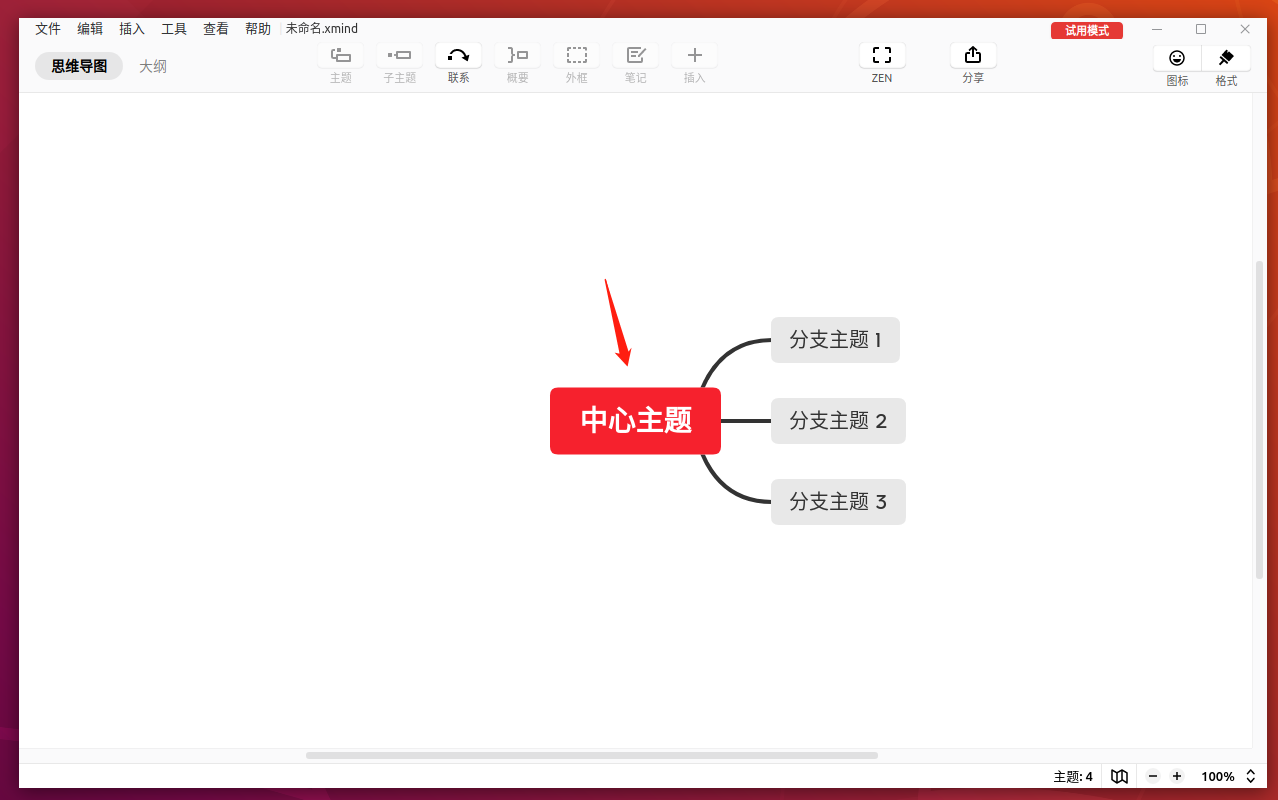 文件 编辑 插入 工具 查看 帮助 未命名.xmind 试用模式
思维导图 大纲
主题 子主题 联系 概要 外框 笔记 插入 ZEN 分享 图标 格式
分支主题 1
中心主题 分支主题 2
分支主题 3
主题: 4 100%